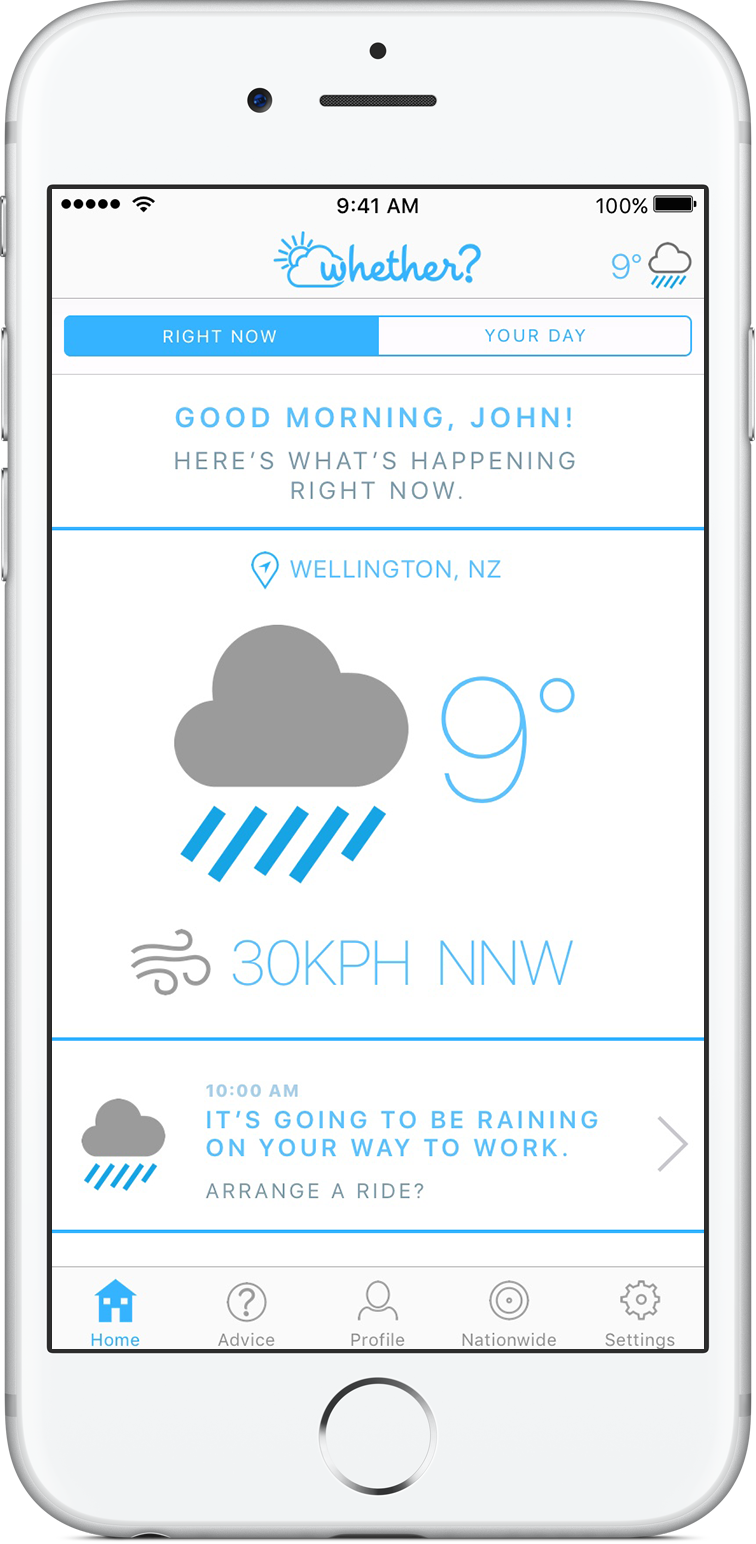 9:41 AM
100%
whether?
9°
RIGHT NOW
YOUR DAY
GOOD MORNING, JOHN!
HERE’S WHAT’S HAPPENING
RIGHT NOW.
WELLINGTON, NZ
9°
30KPH NNW
10:00 AM
IT’S GOING TO BE RAINING
ON YOUR WAY TO WORK.
ARRANGE A RIDE?
Home
Advice
Profile
Nationwide
Settings